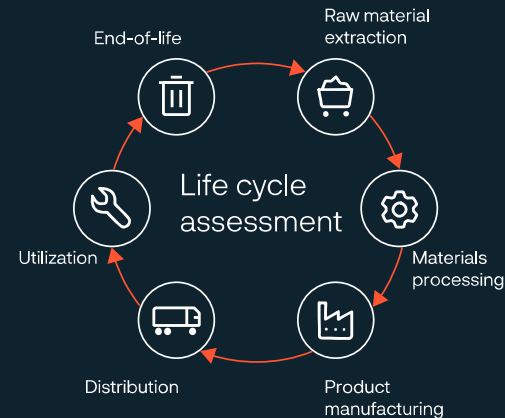 Raw material
extraction
End-of-life
Life cycle
assessment
Utilization
Materials
processing
Distribution
Product
manufacturing